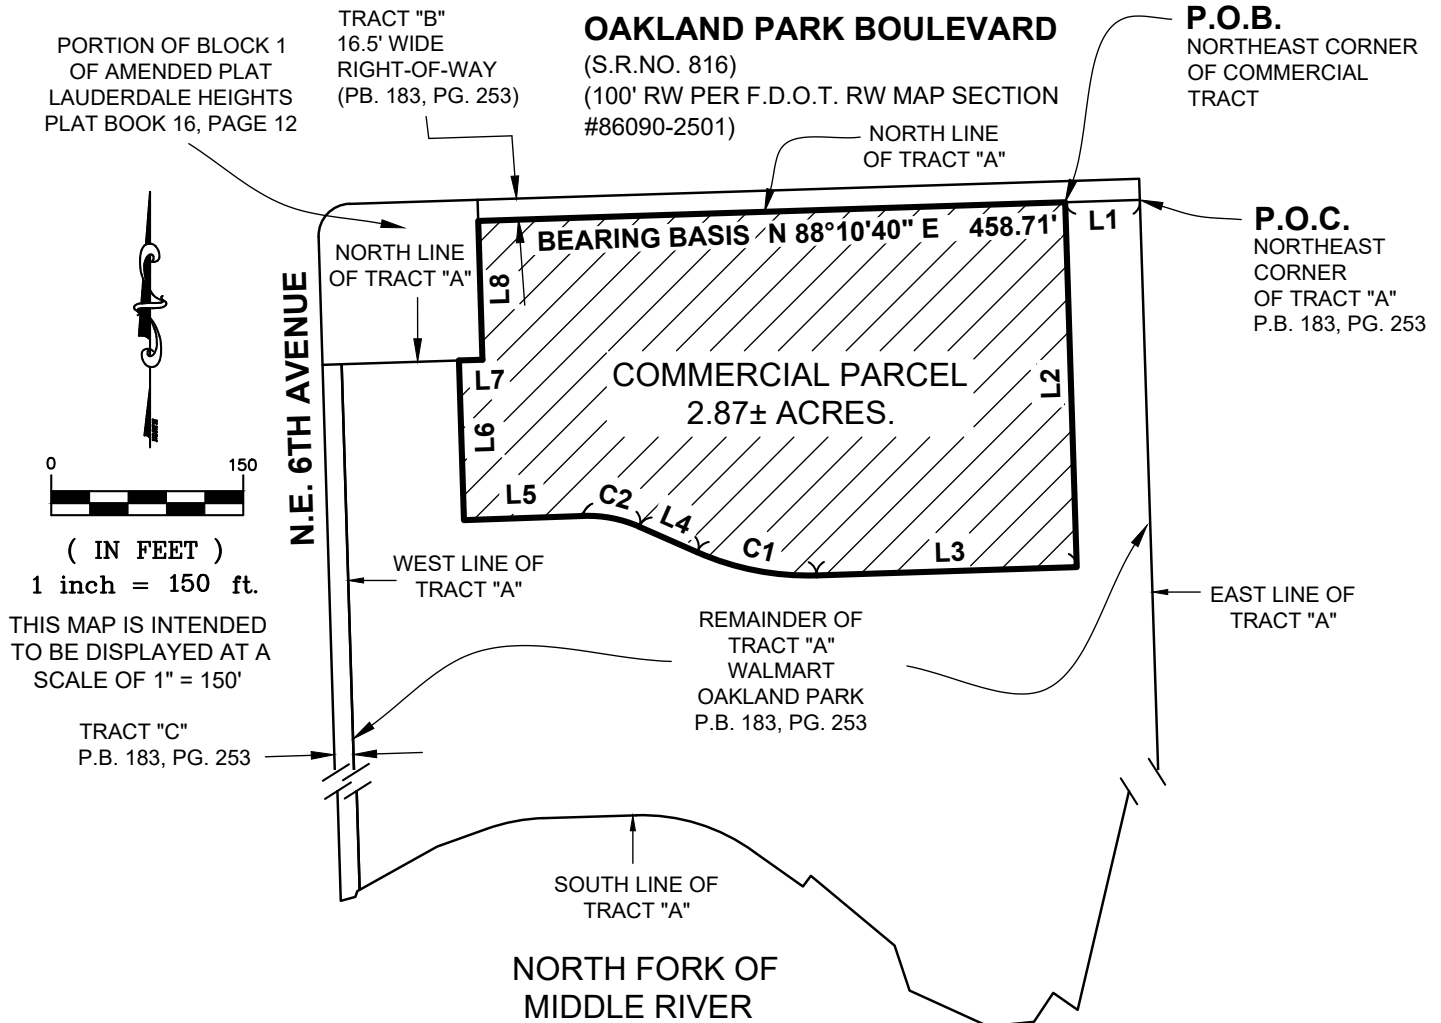 PORTION OF BLOCK 1
OF AMENDED PLAT
LAUDERDALE HEIGHTS
PLAT BOOK 16, PAGE 12
TRACT "B"
16.5' WIDE
RIGHT-OF-WAY
(PB. 183, PG. 253)
OAKLAND PARK BOULEVARD
(S.R.NO. 816)
(100' RW PER F.D.O.T. RW MAP SECTION
#86090-2501)
NORTH LINE
OF TRACT "A"
P.O.B.
NORTHEAST CORNER
OF COMMERCIAL
TRACT
P.O.C.
NORTHEAST
CORNER
OF TRACT "A"
P.B. 183, PG. 253
L1
BEARING BASIS N 88°10'40" E 458.71'
NORTH LINE
OF TRACT "A"
L8
N.E. 6TH AVENUE
COMMERCIAL PARCEL
2.87± ACRES.
L2
L7
L6
L5
C2
L4
C1
L3
0 150
( IN FEET )
1 inch = 150 ft.
THIS MAP IS INTENDED
TO BE DISPLAYED AT A
SCALE OF 1" = 150'
WEST LINE OF
TRACT "A"
REMAINDER OF
TRACT "A"
WALMART
OAKLAND PARK
P.B. 183, PG. 253
EAST LINE OF
TRACT "A"
TRACT "C"
P.B. 183, PG. 253
SOUTH LINE OF
TRACT "A"
NORTH FORK OF
MIDDLE RIVER